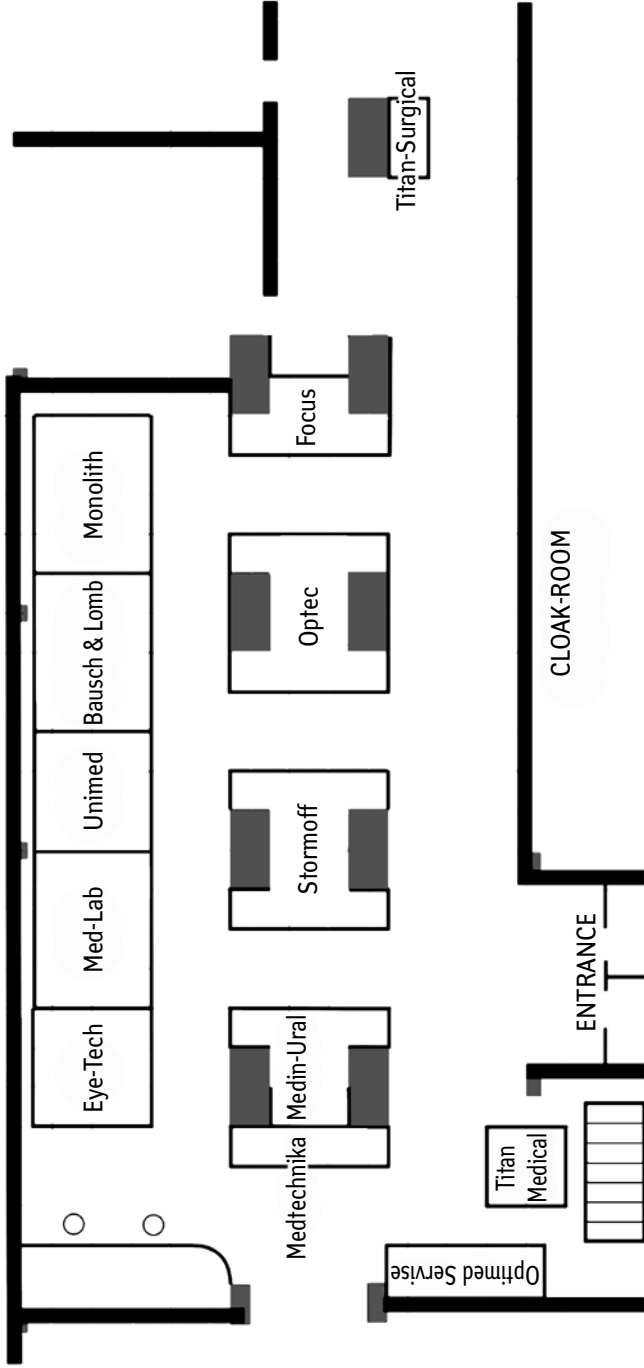 Titan-Surgical
Focus
Monolith
Optec
Bausch & Lomb
CLOAK-ROOM
Unimed
Stormoff
Med-Lab
ENTRANCE
Medin-Ural
Eye-Tech
Medtechnika
Titan
Medical
Optimed Servise